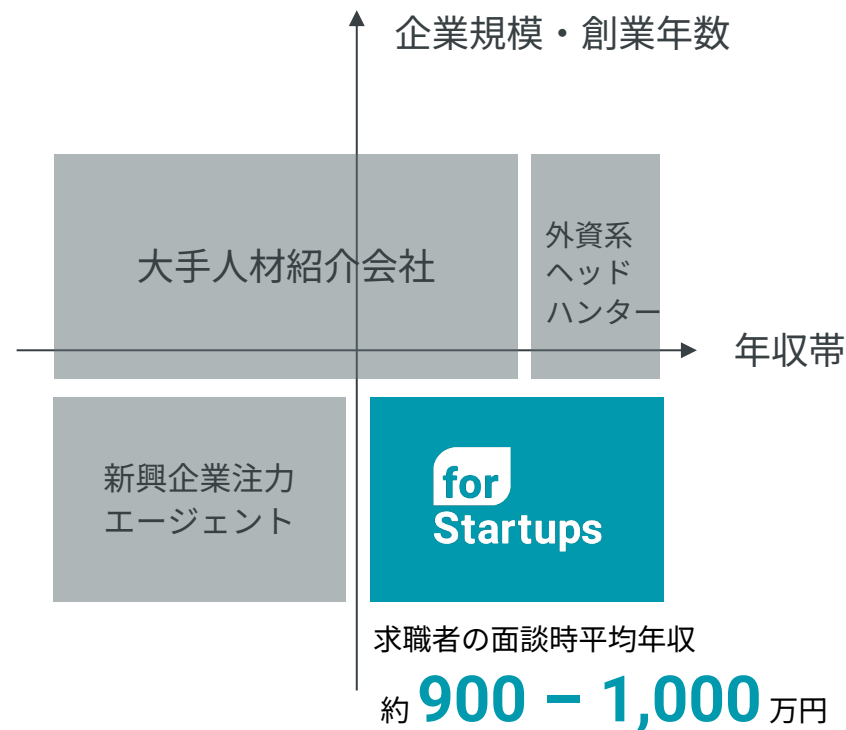 企業規模・創業年数
大手人材紹介会社
外資系
ヘッド
ハンター
年収帯
新興企業注力
エージェント
for
Startups
求職者の面談時平均年収
約 900 – 1,000 万円